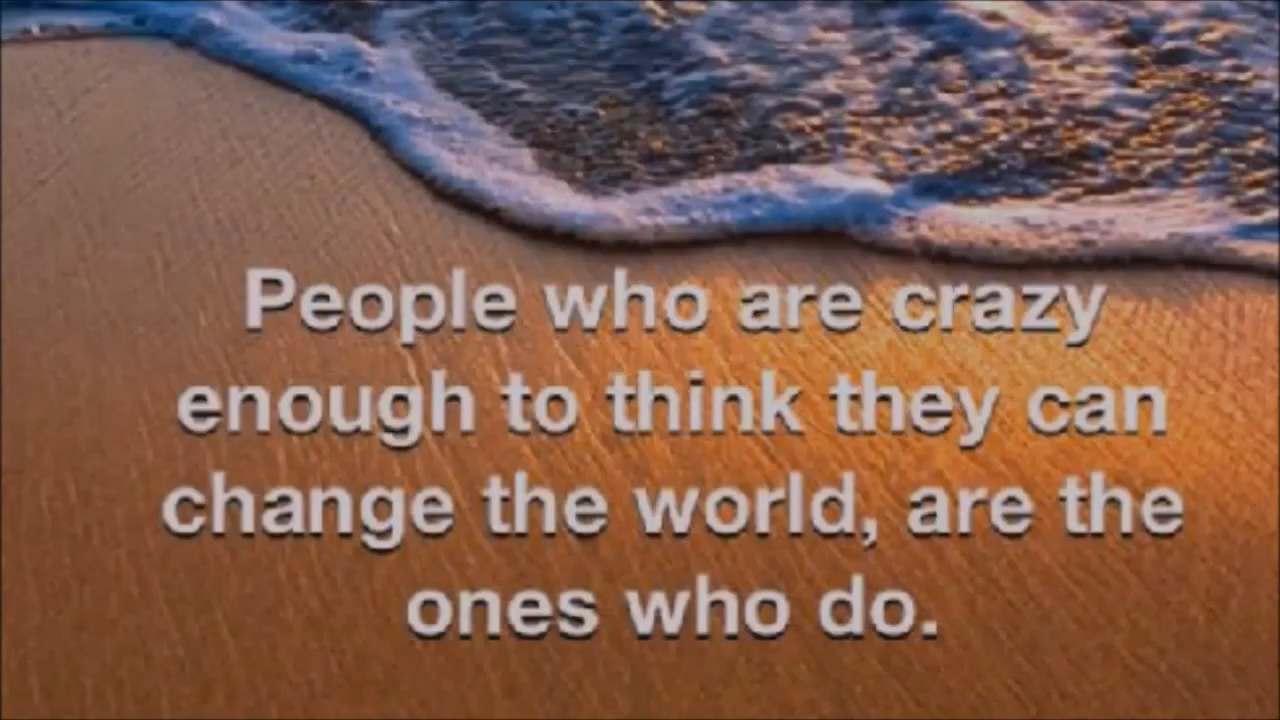 People who are crazy
enough to think they can
change the world, are the
ones who do.